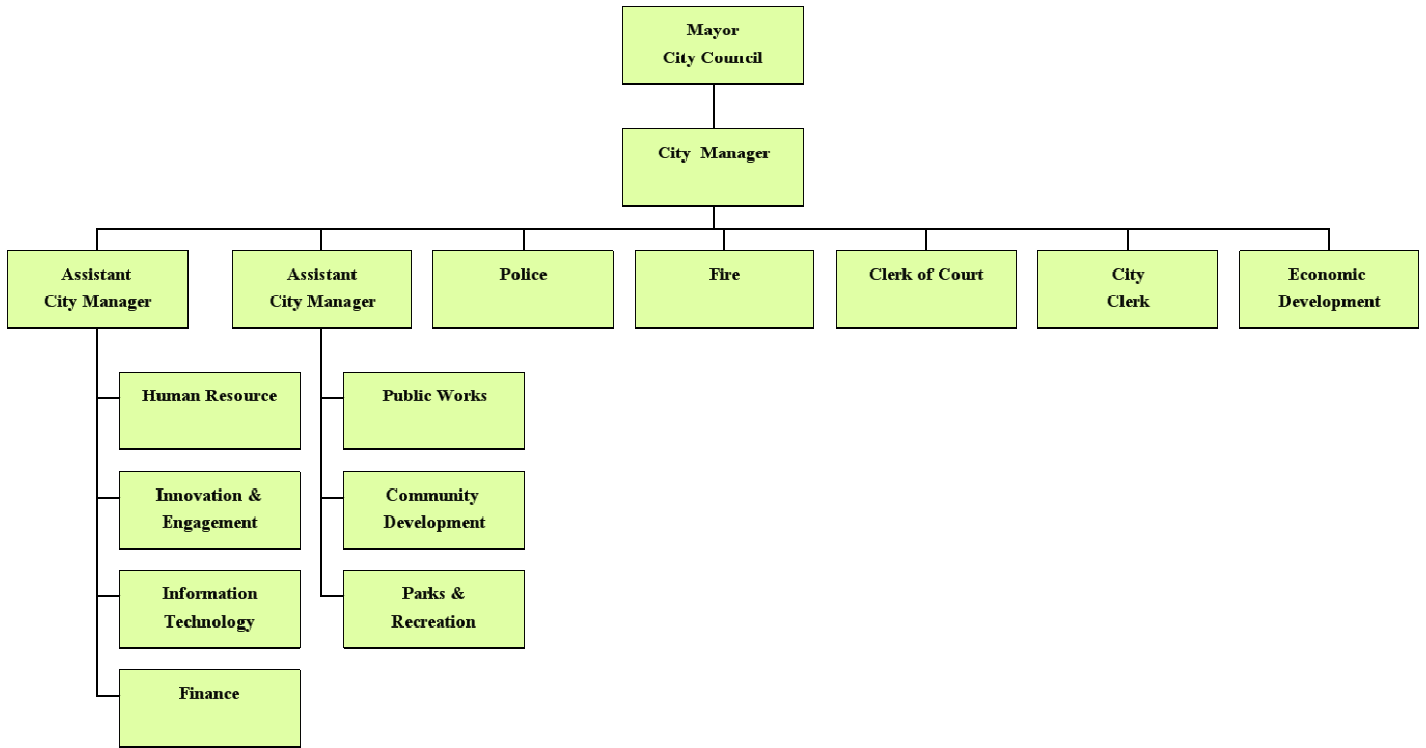 Mayor
City Council
City Manager
Assistant
City Manager
Assistant
City Manager
Police
Fire
Clerk of Court
City
Clerk
Economic
Development
Human Resource
Public Works
Innovation &
Engagement
Community
Development
Information
Technology
Parks &
Recreation
Finance